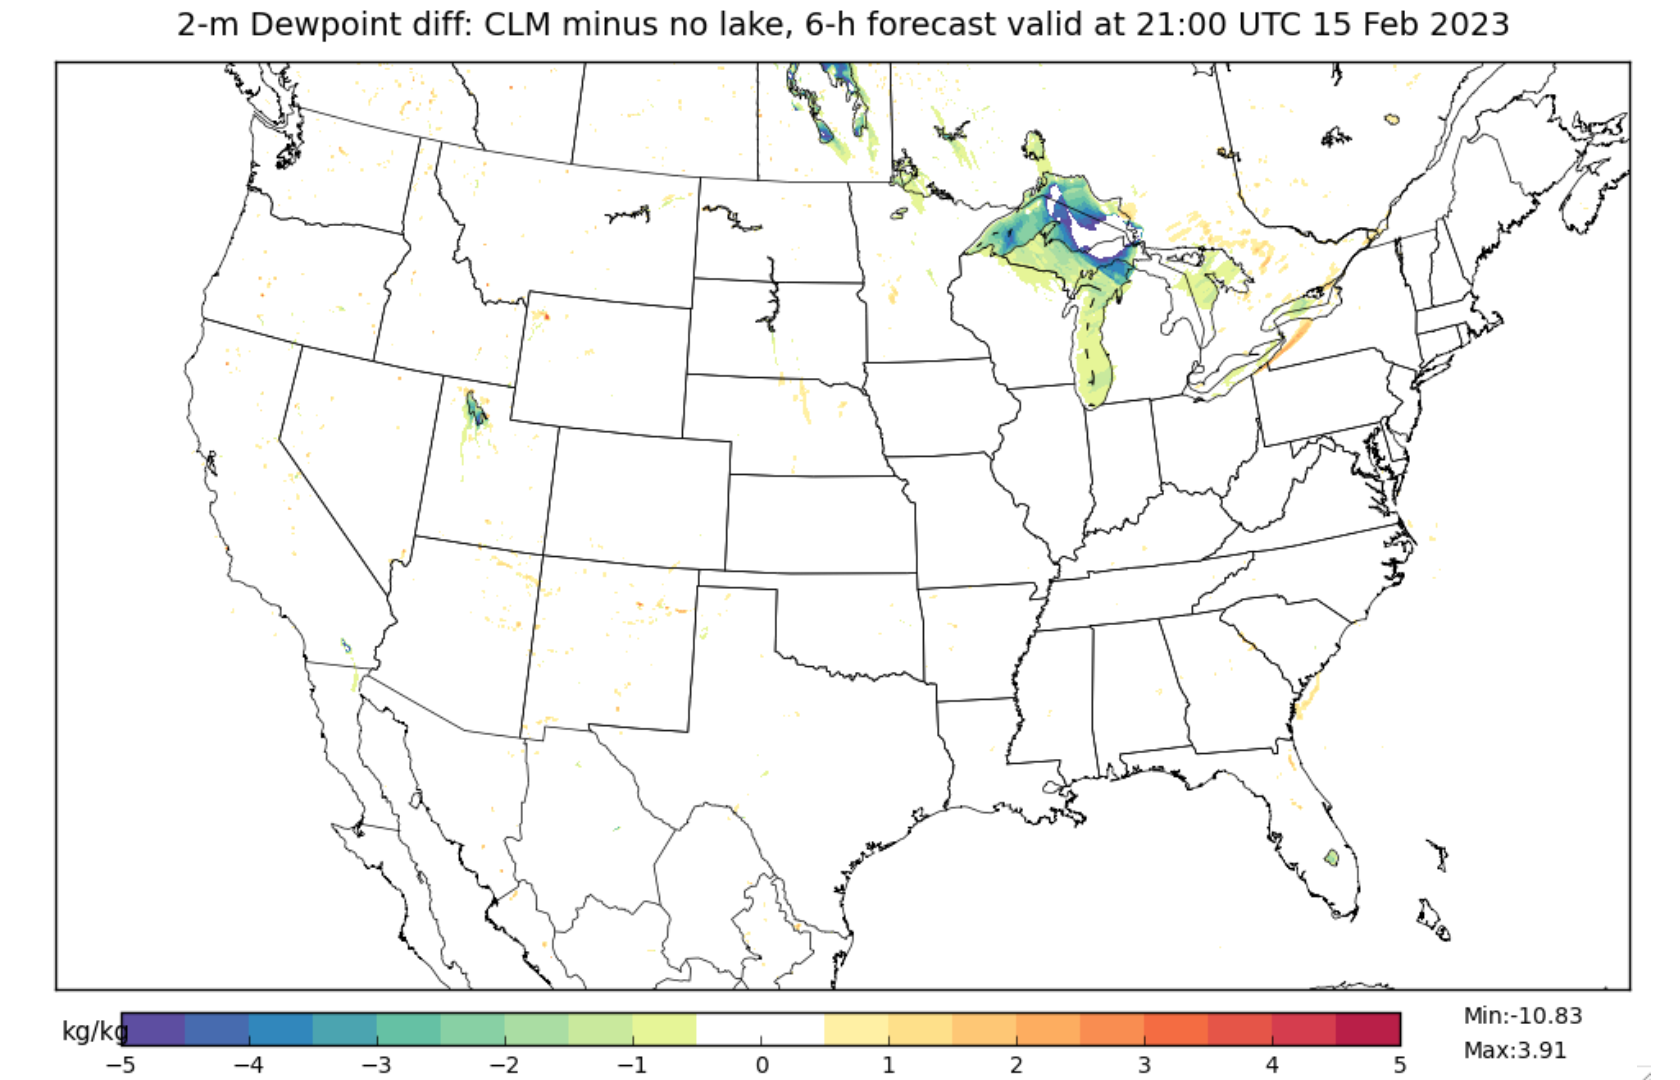 2-m Dewpoint diff: CLM minus no lake, 6-h forecast valid at 21:00 UTC 15 Feb 2023
kg/kg
Min:-10.83
Max:3.91
−5 −4 −3 −2 −1 0 1 2 3 4 5